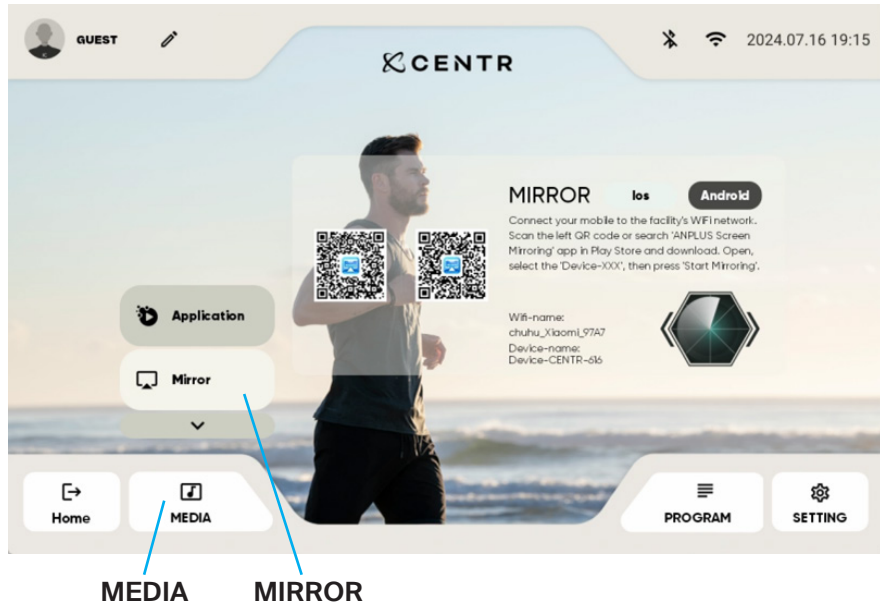 GUEST
2024.07.16 19:15
CENTR
MIRROR
Ios
Android
Connect your mobile to the facility's WiFi network.
Scan the left QR code or search 'ANPLUS Screen
Mirroring' app in Play Store and download. Open,
select the 'Device-XXX', then press 'Start Mirroring'.
Wifi-name:
chuhu_Xiaomi_97A7
Device-name:
Device-CENTR-616
Application
Mirror
Home
MEDIA
PROGRAM
SETTING
MEDIA
MIRROR